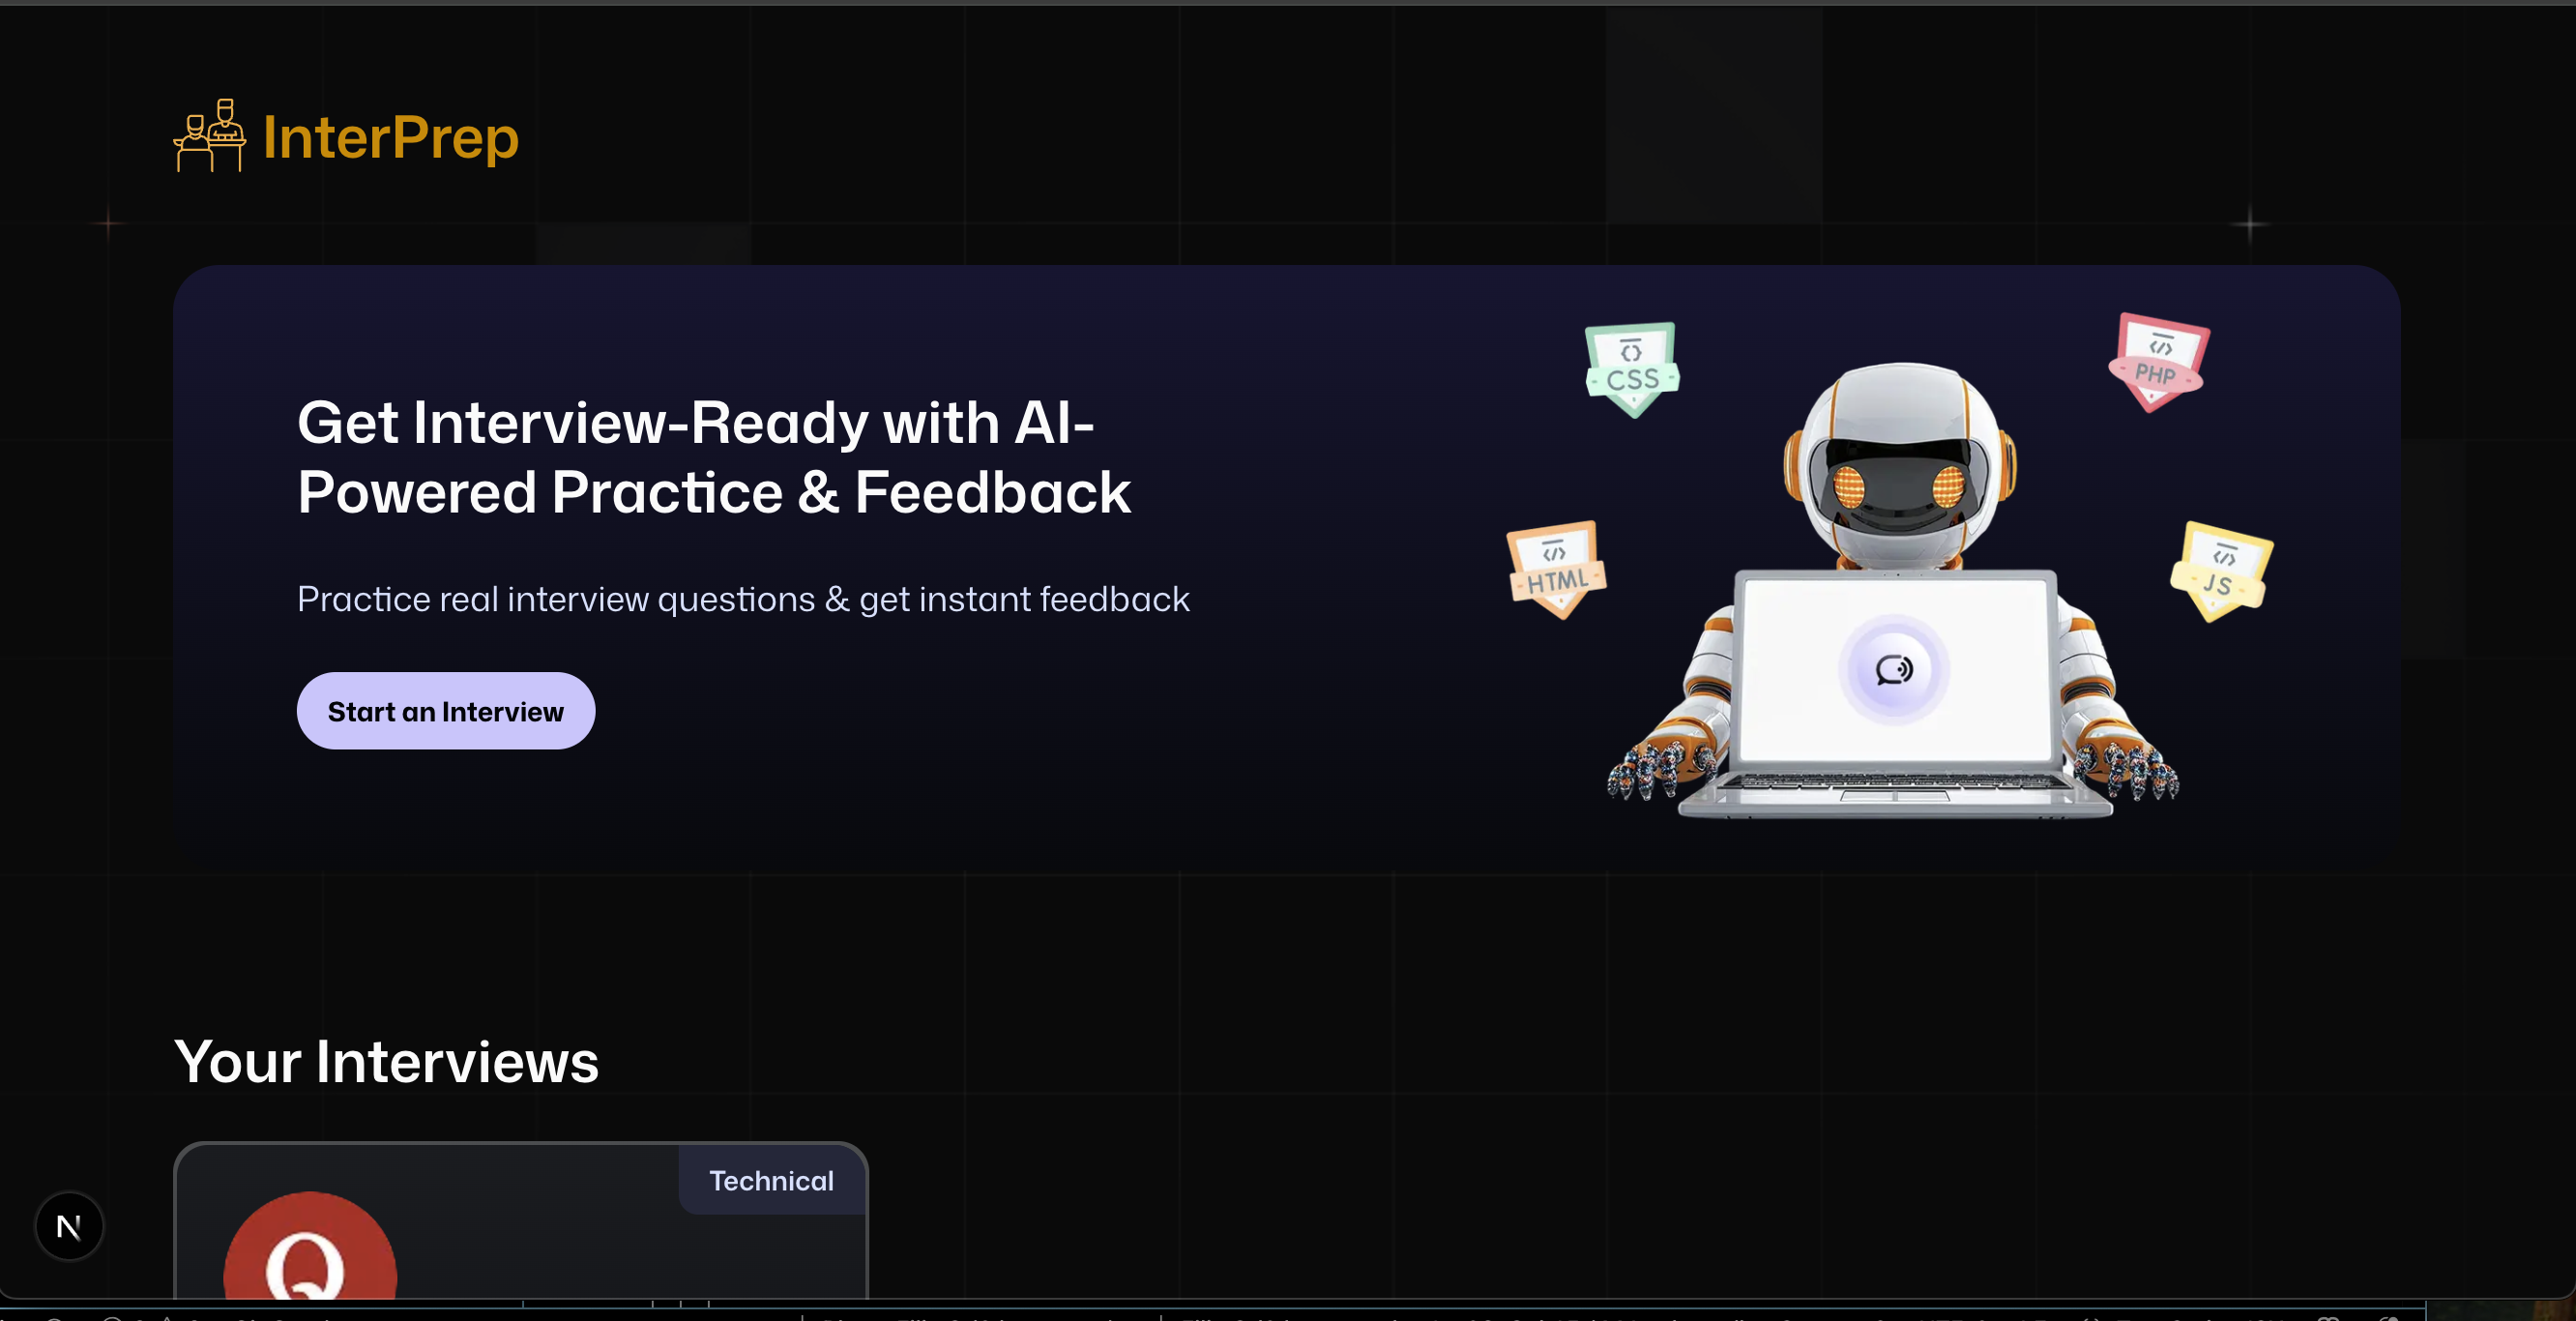 InterPrep
Get Interview-Ready with AI-
Powered Practice & Feedback
Practice real interview questions & get instant feedback
Start an Interview
{}
CSS
</>
PHP
</>
HTML
</>
JS
Your Interviews
Technical
Q
N